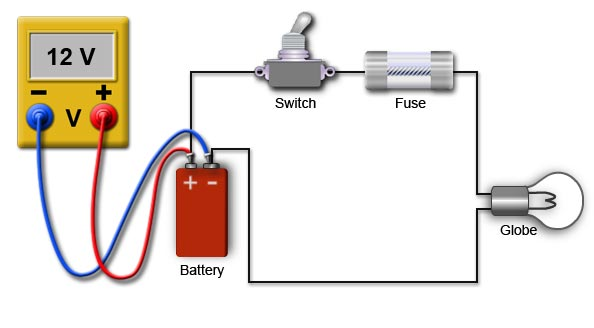 12 V
− V +
Switch
Fuse
+ −
Battery
Globe